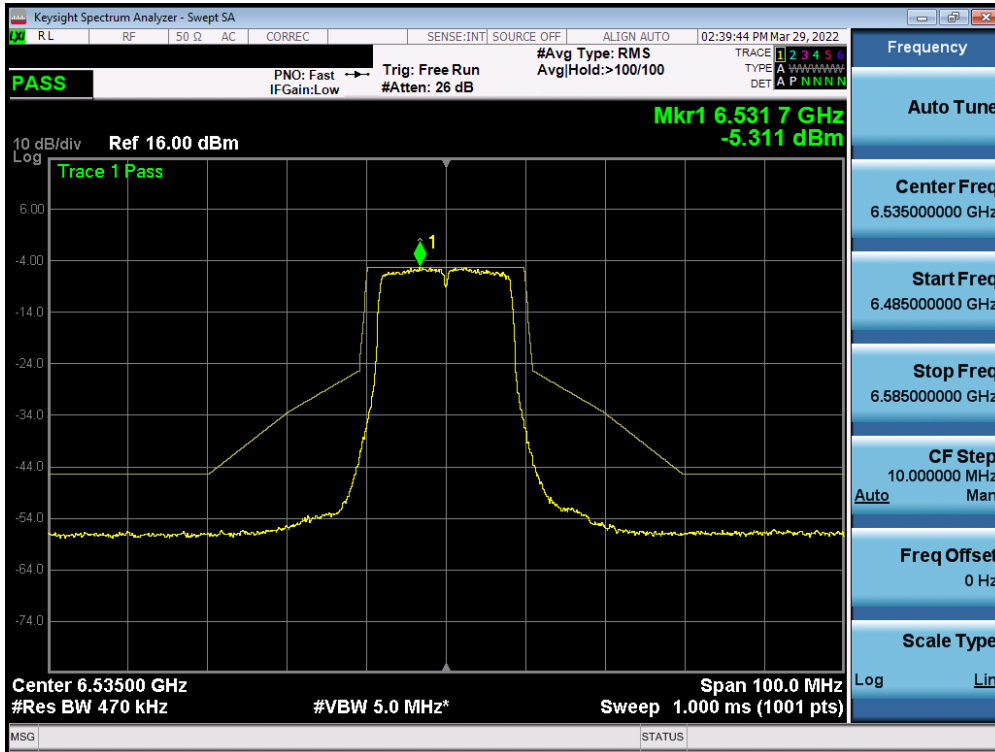 Keysight Spectrum Analyzer - Swept SA
LXI RL RF 50 Ω AC CORREC SENSE:INT SOURCE OFF ALIGN AUTO 02:39:44 PM Mar 29, 2022
PASS
PNO: Fast
IFGain:Low
Trig: Free Run
#Atten: 26 dB
#Avg Type: RMS
Avg|Hold:>100/100
TRACE 1 2 3 4 5 6
TYPE A WWWWW
DET A P N N N N
Mkr1 6.531 7 GHz
-5.311 dBm
10 dB/div Ref 16.00 dBm
Log
Trace 1 Pass
1
6.00
-4.00
-14.0
-24.0
-34.0
-44.0
-54.0
-64.0
-74.0
Center 6.53500 GHz Span 100.0 MHz
#Res BW 470 kHz #VBW 5.0 MHz* Sweep 1.000 ms (1001 pts)
MSG STATUS
Frequency
Auto Tune
Center Freq
6.535000000 GHz
Start Freq
6.485000000 GHz
Stop Freq
6.585000000 GHz
CF Step
10.000000 MHz
Auto Man
Freq Offset
0 Hz
Scale Type
Log Lin